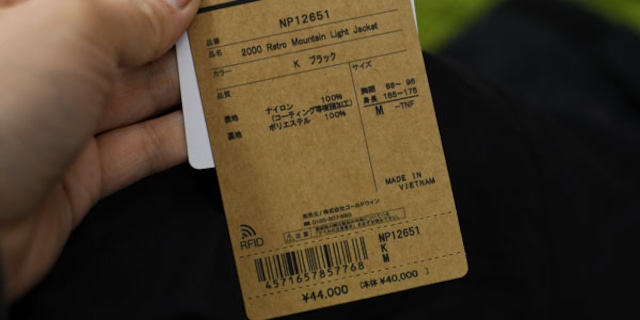 NP12651
品番
品名 2000 Retro Mountain Light Jacket
カラー K ブラック
品質
サイズ
表地 ナイロン 100%
(コーティング等樹脂加工)
裏地 ポリエステル 100%
胸囲 88～ 96
身長 165～175
M -TNF
MADE IN
VIETNAM
発売元/株式会社ゴールドウイン
RFID
NP12651
K
M
4571657857768
¥44,000 (本体 ¥40,000)